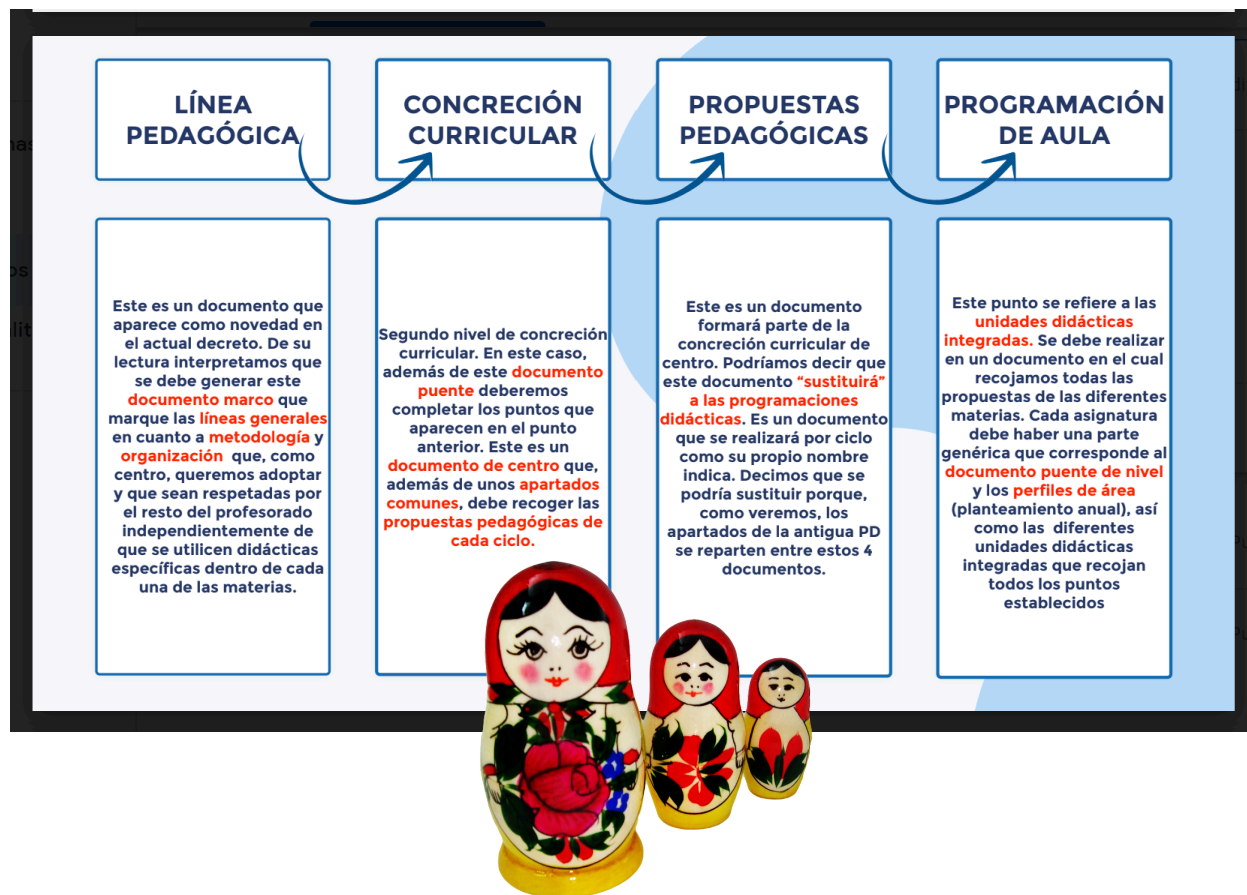 LÍNEA
PEDAGÓGICA
CONCRECIÓN
CURRICULAR
PROPUESTAS
PEDAGÓGICAS
PROGRAMACIÓN
DE AULA
Este es un documento que
aparece como novedad en
el actual decreto. De su
lectura interpretamos que
se debe generar este
documento marco que
marque las líneas generales
en cuanto a metodología y
organización que, como
centro, queremos adoptar
y que sean respetadas por
el resto del profesorado
independientemente de
que se utilicen didácticas
específicas dentro de cada
una de las materias.
Segundo nivel de concreción
curricular. En este caso,
además de este documento
puente deberemos
completar los puntos que
aparecen en el punto
anterior. Este es un
documento de centro que,
además de unos apartados
comunes, debe recoger las
propuestas pedagógicas de
cada ciclo.
Este es un documento
formará parte de la
concreción curricular de
centro. Podríamos decir que
este documento “sustituirá”
a las programaciones
didácticas. Es un documento
que se realizará por ciclo
como su propio nombre
indica. Decimos que se
podría sustituir porque,
como veremos, los
apartados de la antigua PD
se reparten entre estos 4
documentos.
Este punto se refiere a las
unidades didácticas
integradas. Se debe realizar
en un documento en el cual
recojamos todas las
propuestas de las diferentes
materias. Cada asignatura
debe haber una parte
genérica que corresponde al
documento puente de nivel
y los perfiles de área
(planteamiento anual), así
como las diferentes
unidades didácticas
integradas que recojan
todos los puntos
establecidos